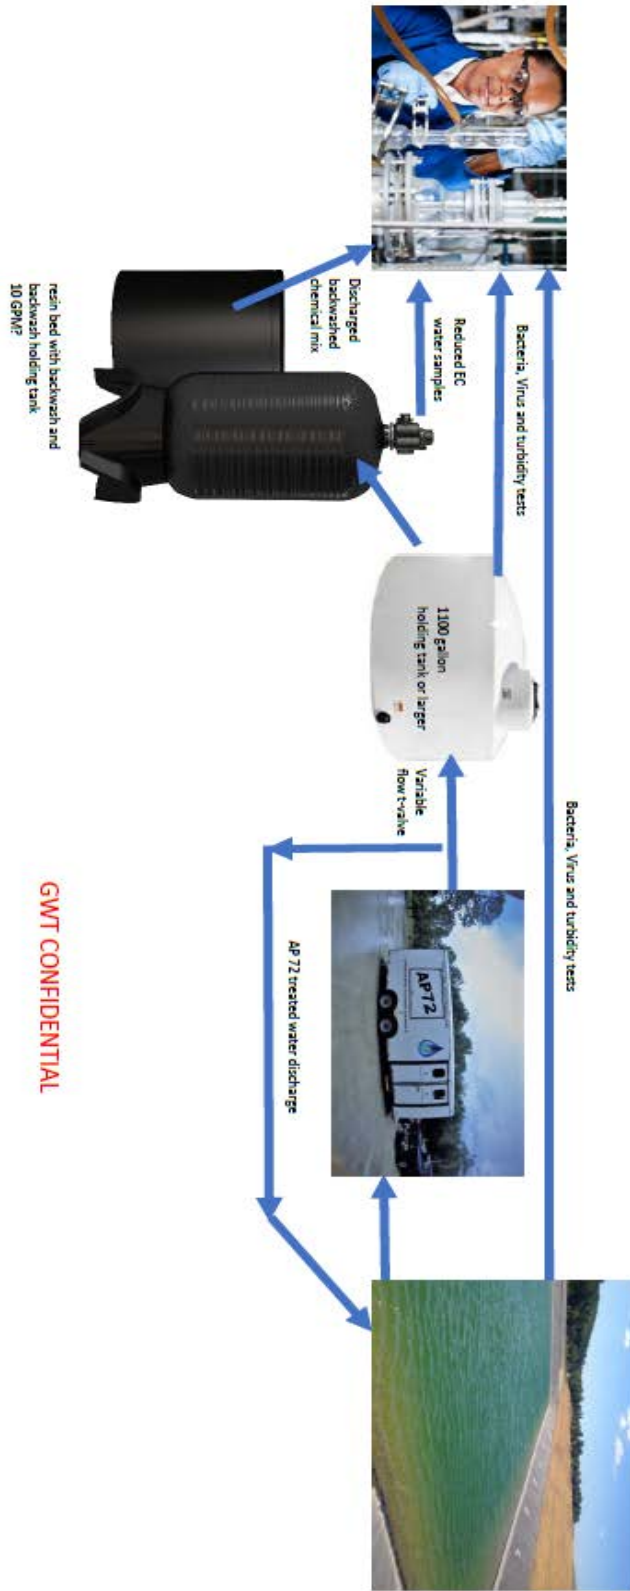 Bacteria, Virus and turbidity tests
Bacteria, Virus and turbidity tests
Reduced EC
water samples
Discharged
backwashed
chemical mix
1100 gallon
holding tank or larger
Variable
flow t-valve
AP72
AP 72 treated water discharge
resin bed with backwash and
backwash holding tank
10 GPM?
GWT CONFIDENTIAL